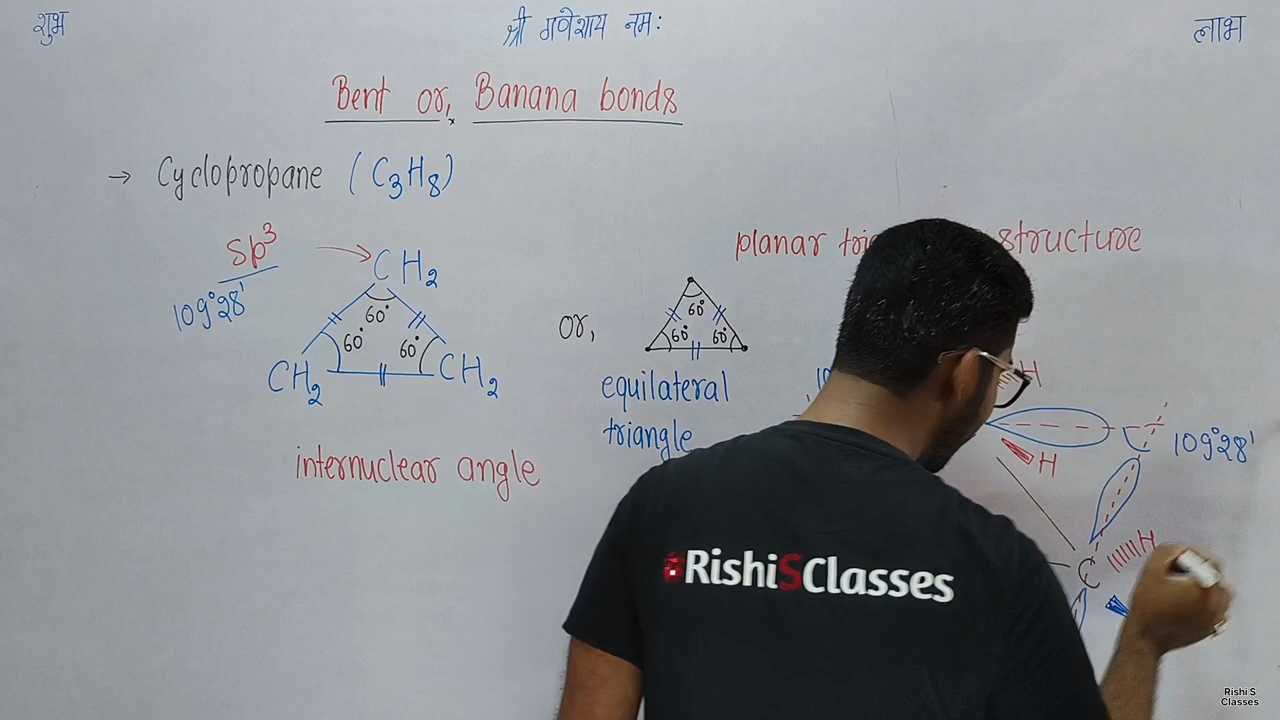 शुभ
श्री गणेशाय नमः
लाभ
Bent or, Banana bonds
→ Cyclopropane (C3H8)
planar structure
sp3
109°28'
CH2
60°
60°
60°
CH2
CH2
internuclear angle
or,
60°
60°
60°
equilateral
triangle
H
H
109°28'
H
C
#RishiSClasses
Rishi S
Classes